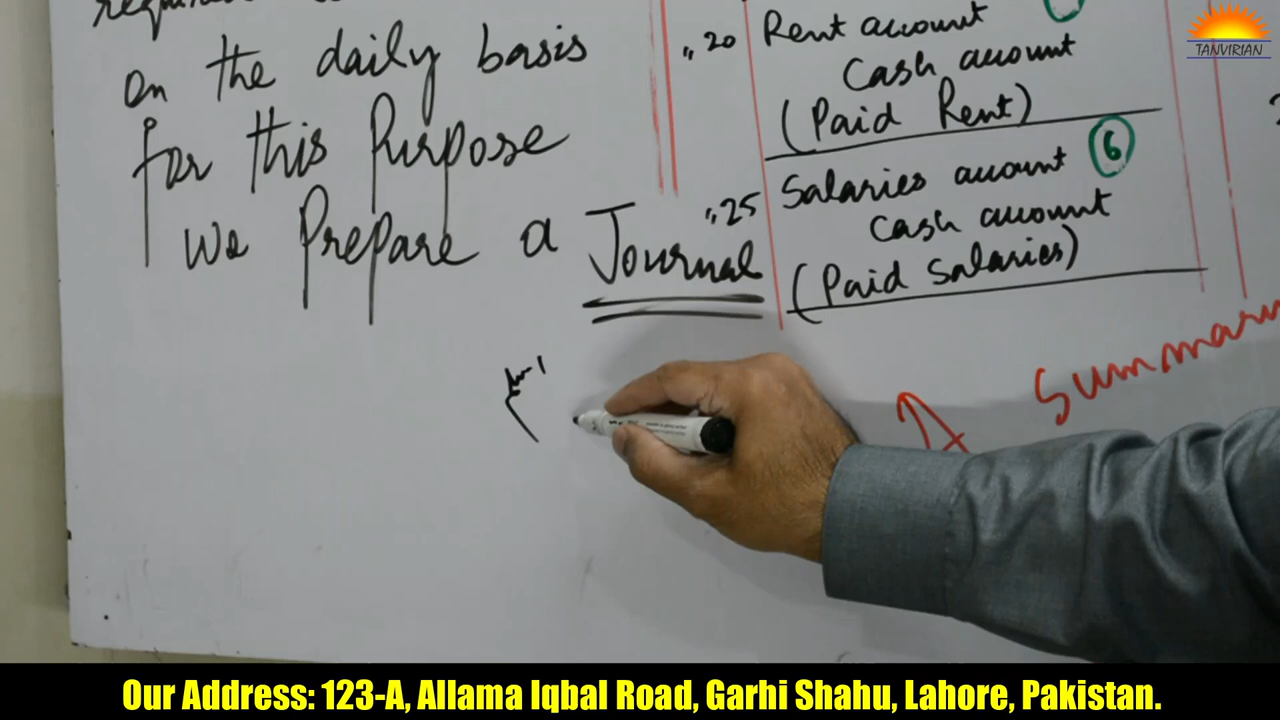 on the daily basis
for this Purpose
we Prepare a Journal
„20 Rent account
Cash account
(Paid Rent)
„25 Salaries account 6
Cash account
(Paid Salaries)
TANVIRIAN
Our Address: 123-A, Allama Iqbal Road, Garhi Shahu, Lahore, Pakistan.